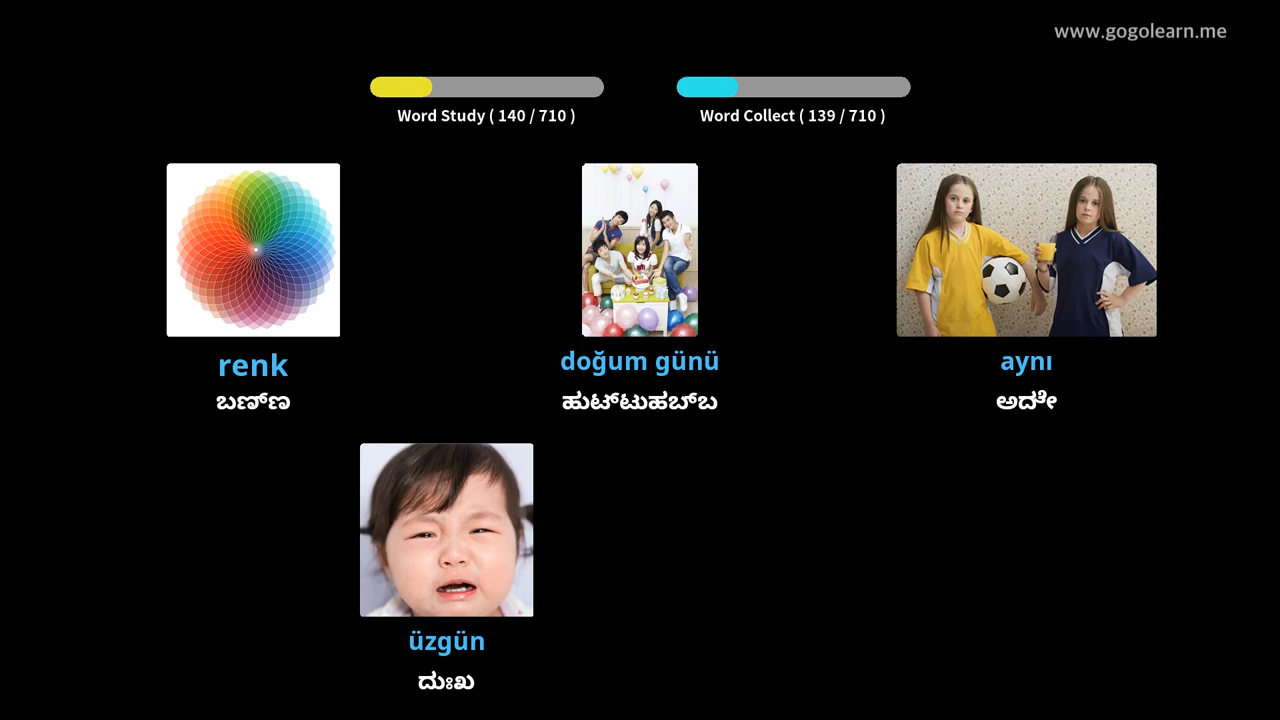 www.gogolearn.me
Word Study ( 140 / 710 )
Word Collect ( 139 / 710 )
renk
ಬಣ್ಣ
doğum günü
ಹುಟ್ಟುಹಬ್ಬ
aynı
ಅದೇ
üzgün
ದುಃಖ